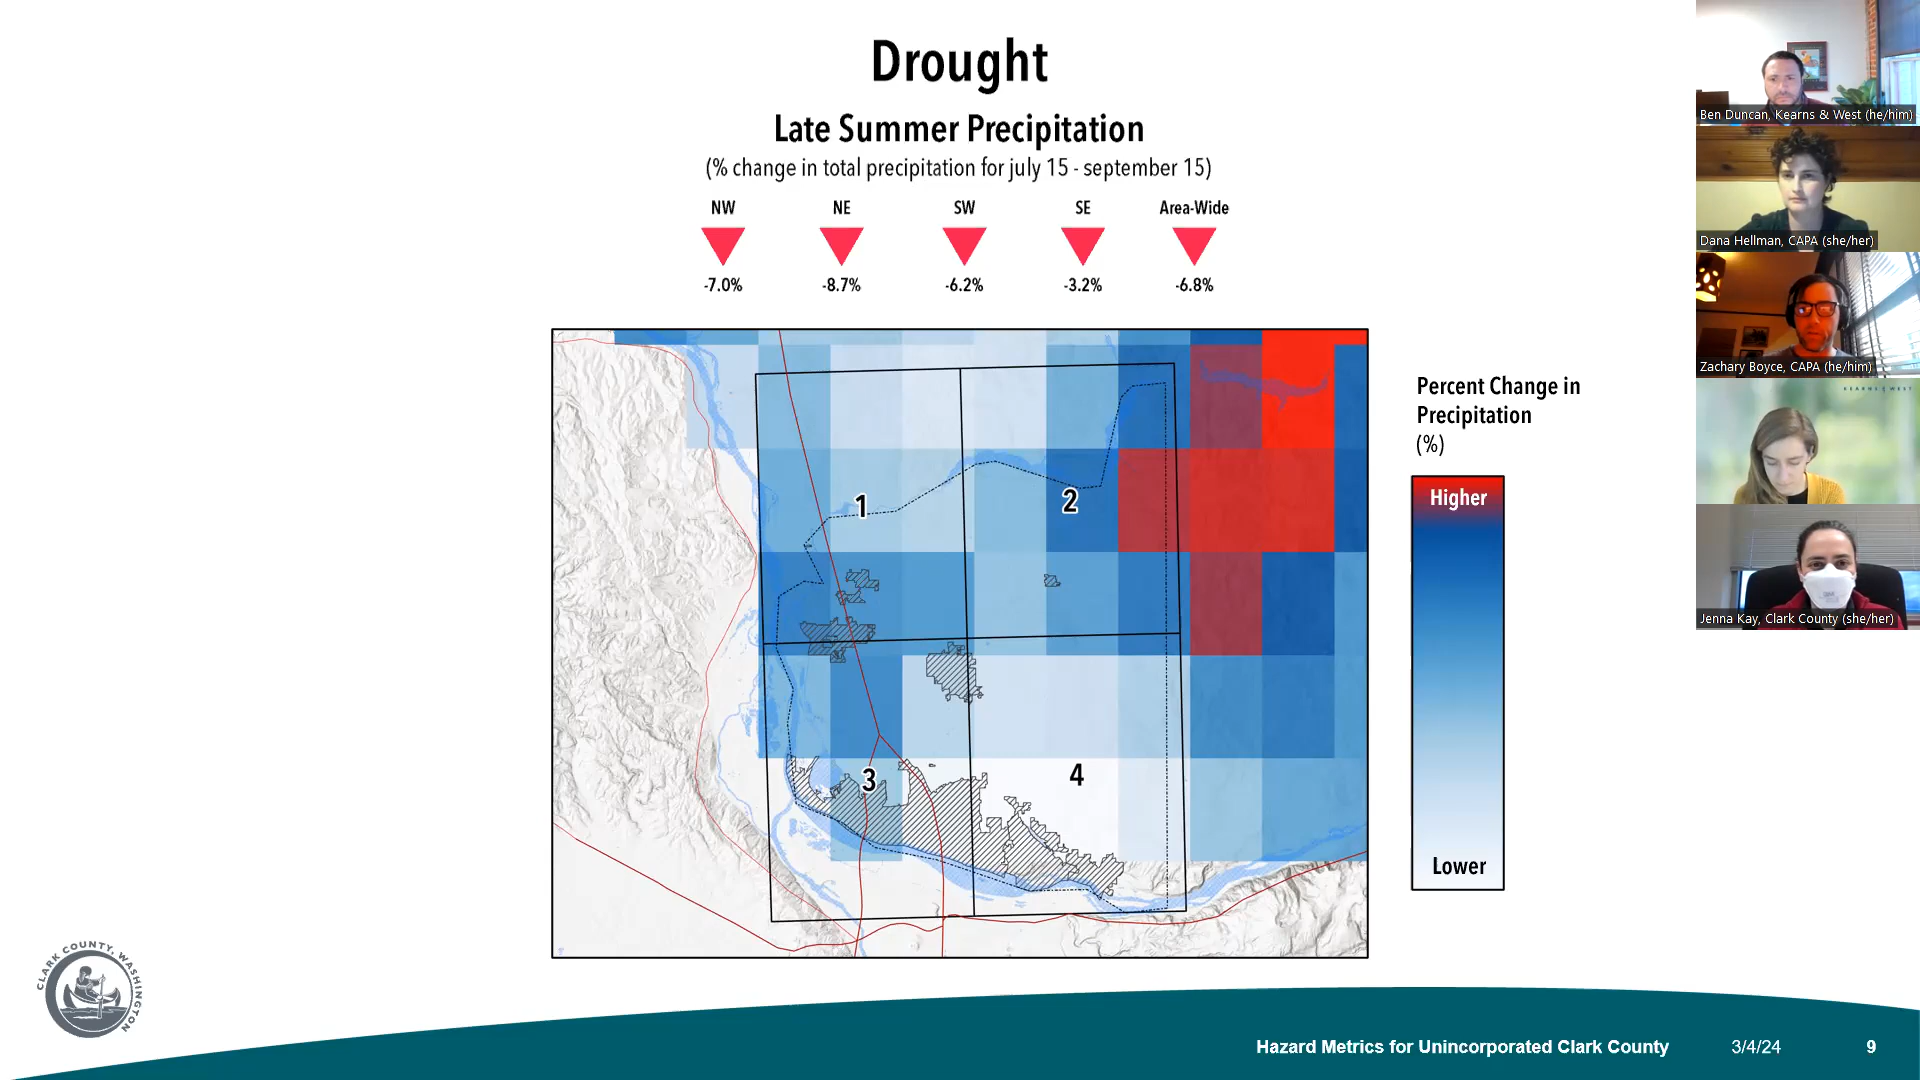 Drought
Late Summer Precipitation
(% change in total precipitation for july 15 - september 15)
NW NE SW SE Area-Wide
-7.0% -8.7% -6.2% -3.2% -6.8%
1
2
3
4
Percent Change in
Precipitation
(%)
Higher
Lower
CLARK COUNTY, WASHINGTON
Hazard Metrics for Unincorporated Clark County 3/4/24 9
Ben Duncan, Kearns & West (he/him)
Dana Hellman, CAPA (she/her)
Zachary Boyce, CAPA (he/him)
KEARNS & WEST
Jenna Kay, Clark County (she/her)